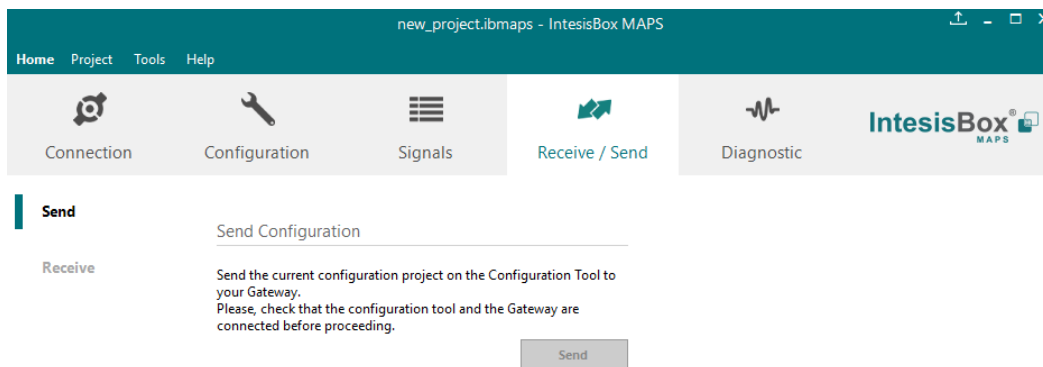 new_project.ibmaps - IntesisBox MAPS
Home Project Tools Help
Connection Configuration Signals Receive / Send Diagnostic
IntesisBox®
MAPS
Send
Send Configuration
Receive
Send the current configuration project on the Configuration Tool to
your Gateway.
Please, check that the configuration tool and the Gateway are
connected before proceeding.
Send